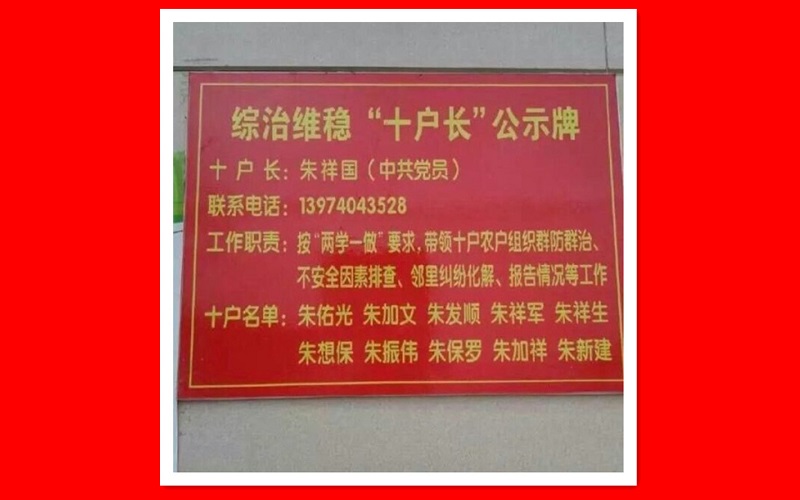 综治维稳“十户长”公示牌
十户长：朱祥国（中共党员）
联系电话：13974043528
工作职责：按“两学一做”要求，带领十户农户组织群防群治、
不安全因素排查、邻里纠纷化解、报告情况等工作
十户名单：朱佑光 朱加文 朱发顺 朱祥军 朱祥生
朱想保 朱振伟 朱保罗 朱加祥 朱新建